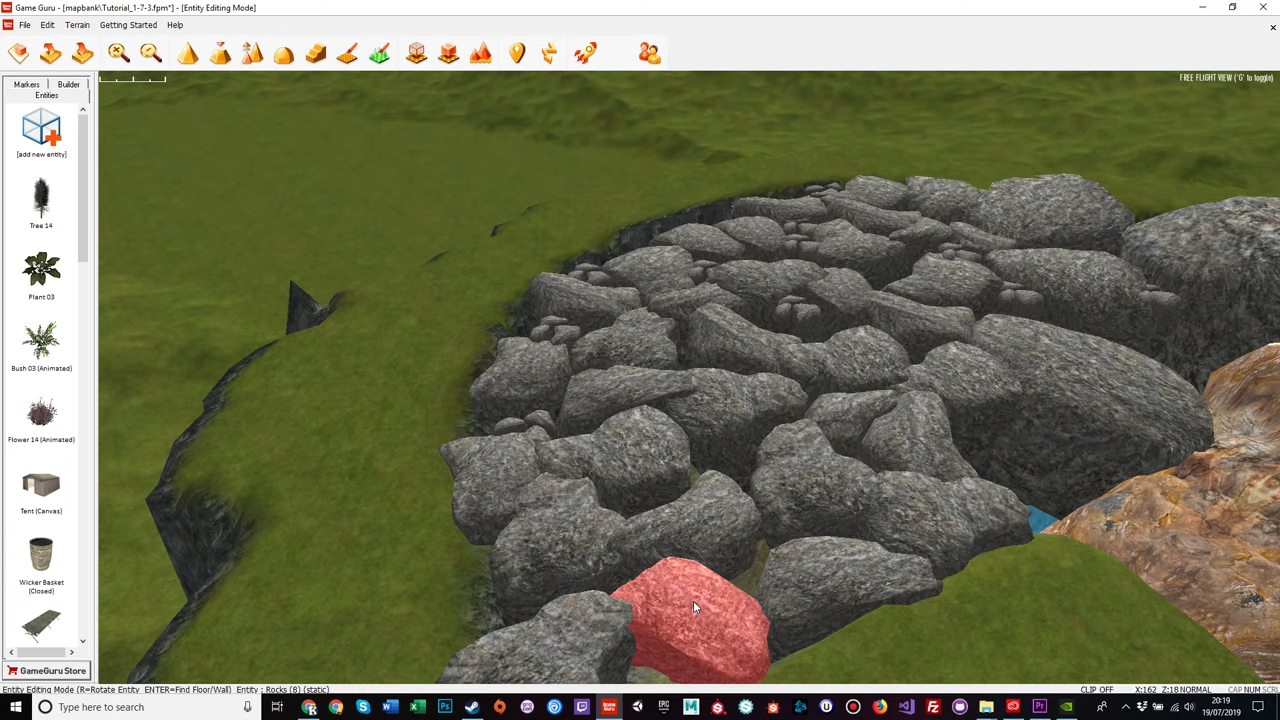 Game Guru - [mapbank\Tutorial_1-7-3.fpm*] - [Entity Editing Mode]
File Edit Terrain Getting Started Help
FREE FLIGHT VIEW ('G' to toggle)
Markers Builder
Entities
[add new entity]
Tree 14
Plant 03
Bush 03 (Animated)
Flower 14 (Animated)
Tent (Canvas)
Wicker Basket
(Closed)
GameGuru Store
Entity Editing Mode (R=Rotate Entity ENTER=Find Floor/Wall) Entity : Rocks (8) (static)
CLIP OFF X:162 Z:18 NORMAL CAP NUM SCRL
Type here to search
20:19
19/07/2019